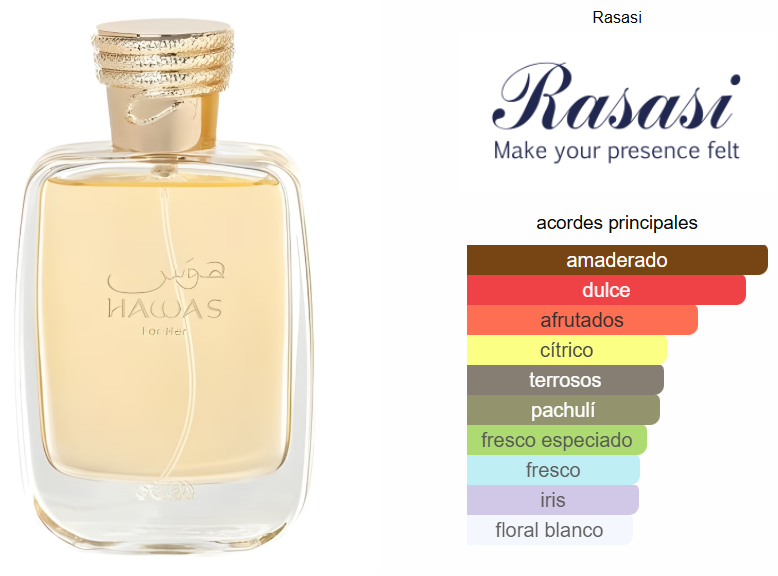 هوس
HAWAS
For Her
Rasasi
Rasasi
Make your presence felt
acordes principales
amaderado
dulce
afrutados
cítrico
terrosos
pachulí
fresco especiado
fresco
iris
floral blanco